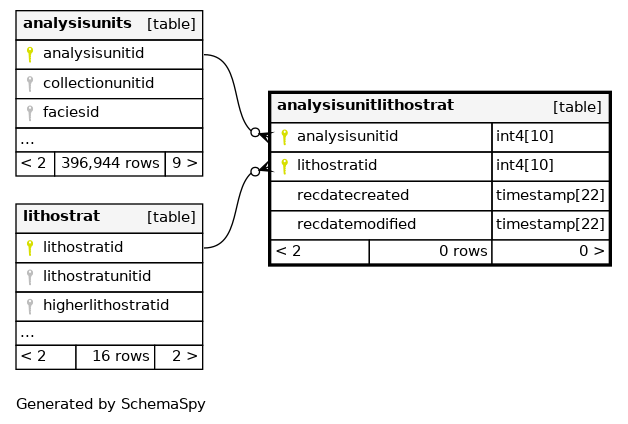 analysisunits [table]
analysisunitid
collectionunitid
faciesid
...
< 2 396,944 rows 9 >
analysisunitlithostrat [table]
analysisunitid int4[10]
lithostratid int4[10]
recdatecreated timestamp[22]
recdatemodified timestamp[22]
< 2 0 rows 0 >
lithostrat [table]
lithostratid
lithostratunitid
higherlithostratid
...
< 2 16 rows 2 >
Generated by SchemaSpy